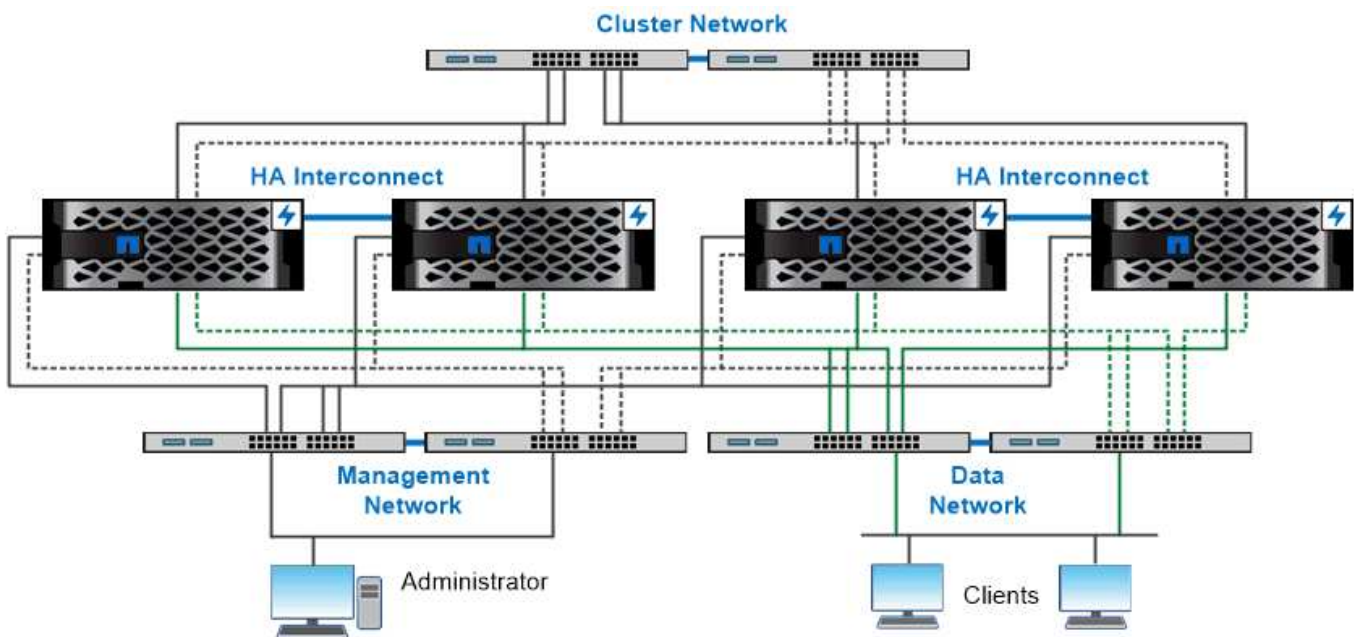 Cluster Network
HA Interconnect
HA Interconnect
Management
Network
Data
Network
Administrator
Clients